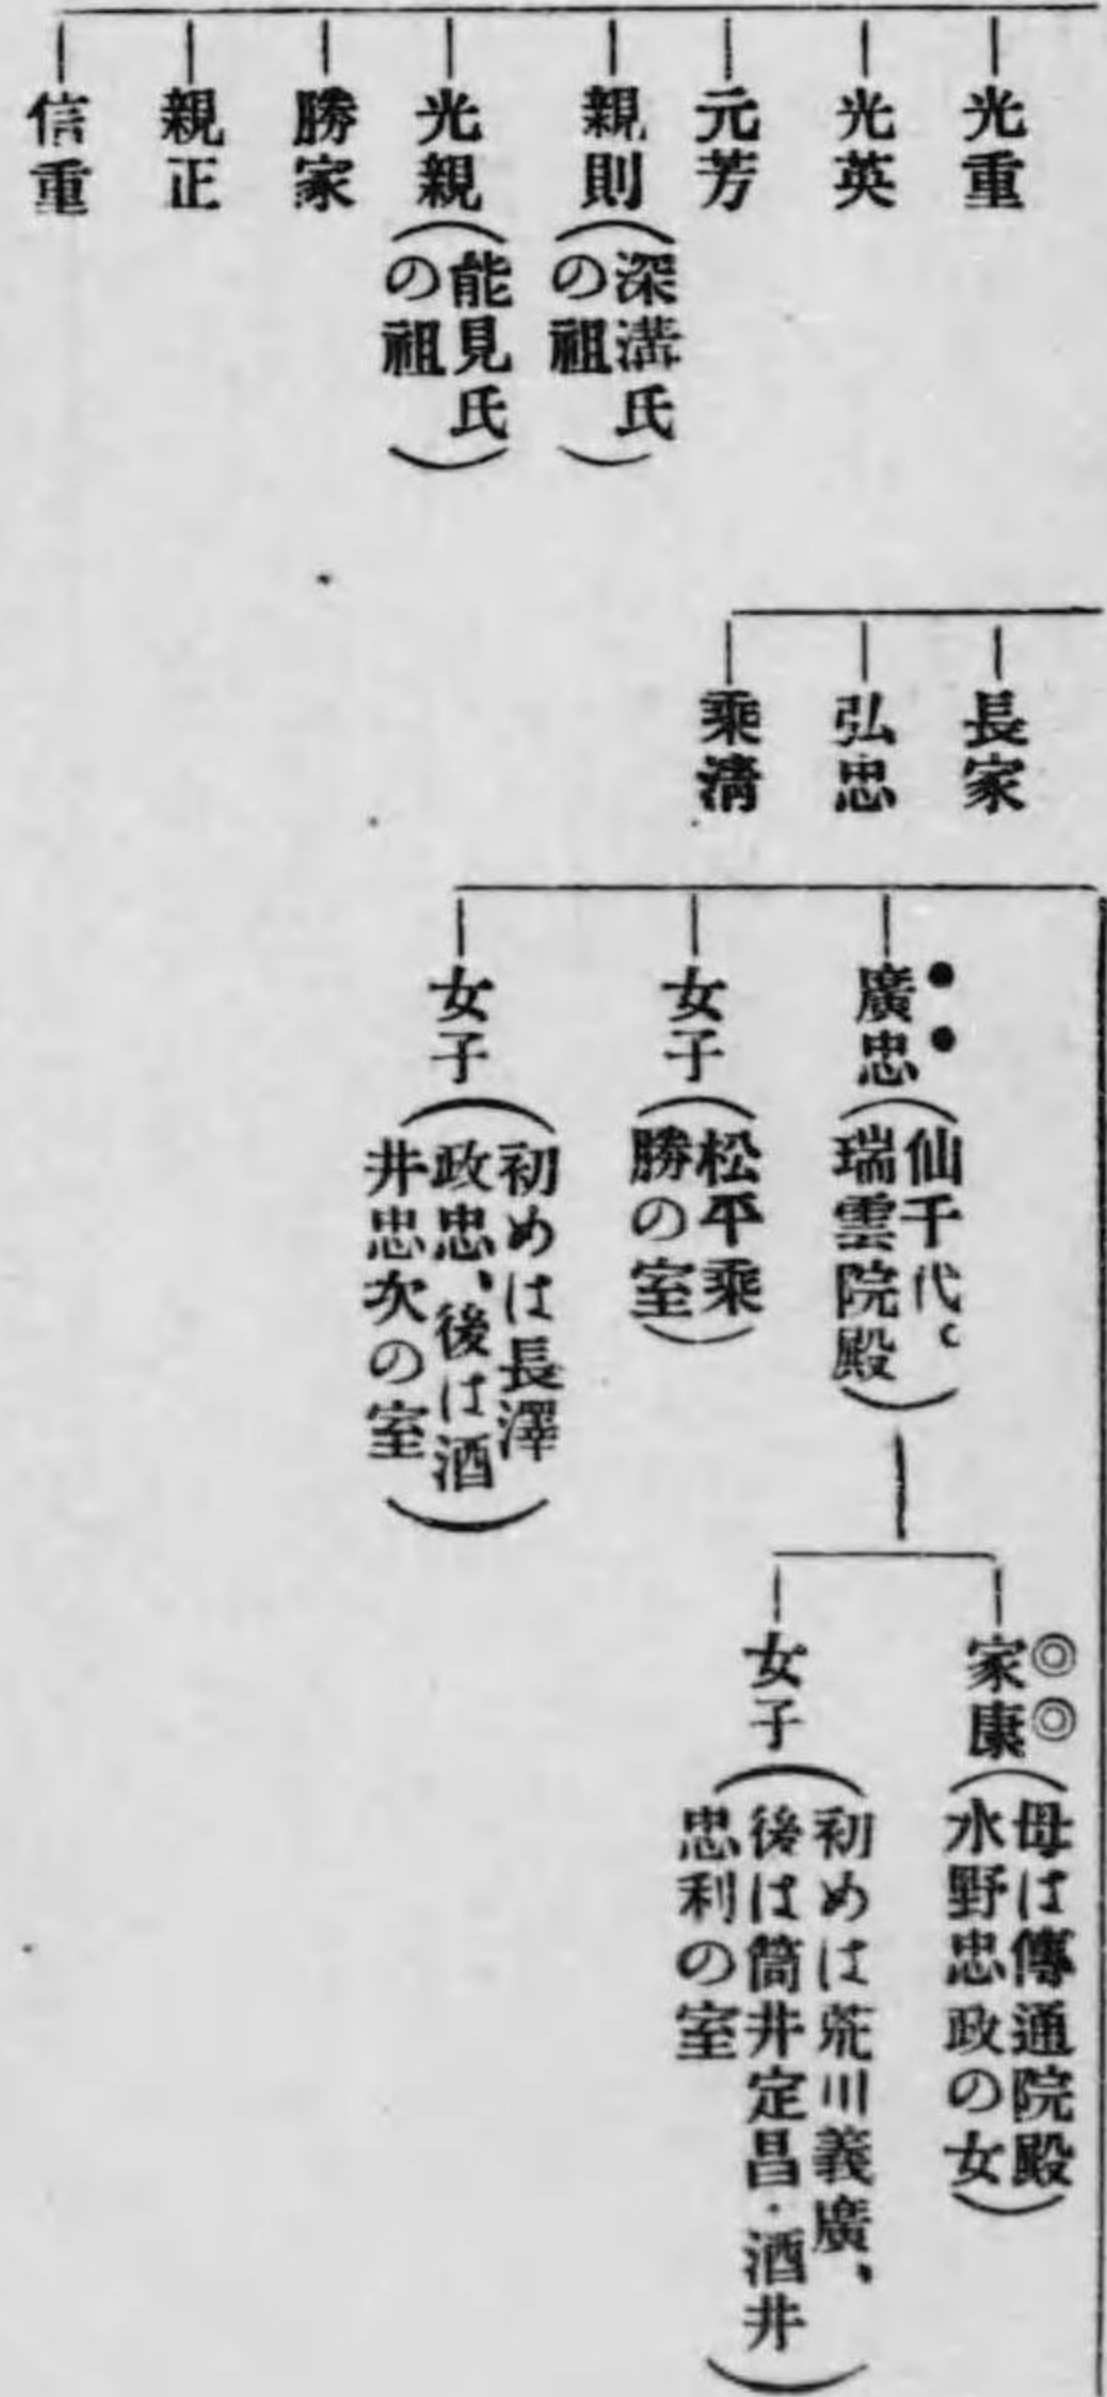 光重
光英
元芳
親則(深溝氏の祖)
光親(能見氏の祖)
勝家
親正
信重
長家
弘忠
乘淸
廣忠(仙千代。瑞雲院殿)
女子(松平乘勝の室)
女子(初めは長澤政忠、後は酒井忠次の室)
家康(母は傳通院殿水野忠政の女)
女子(初めは荒川義廣、後は筒井定昌・酒井忠利の室)